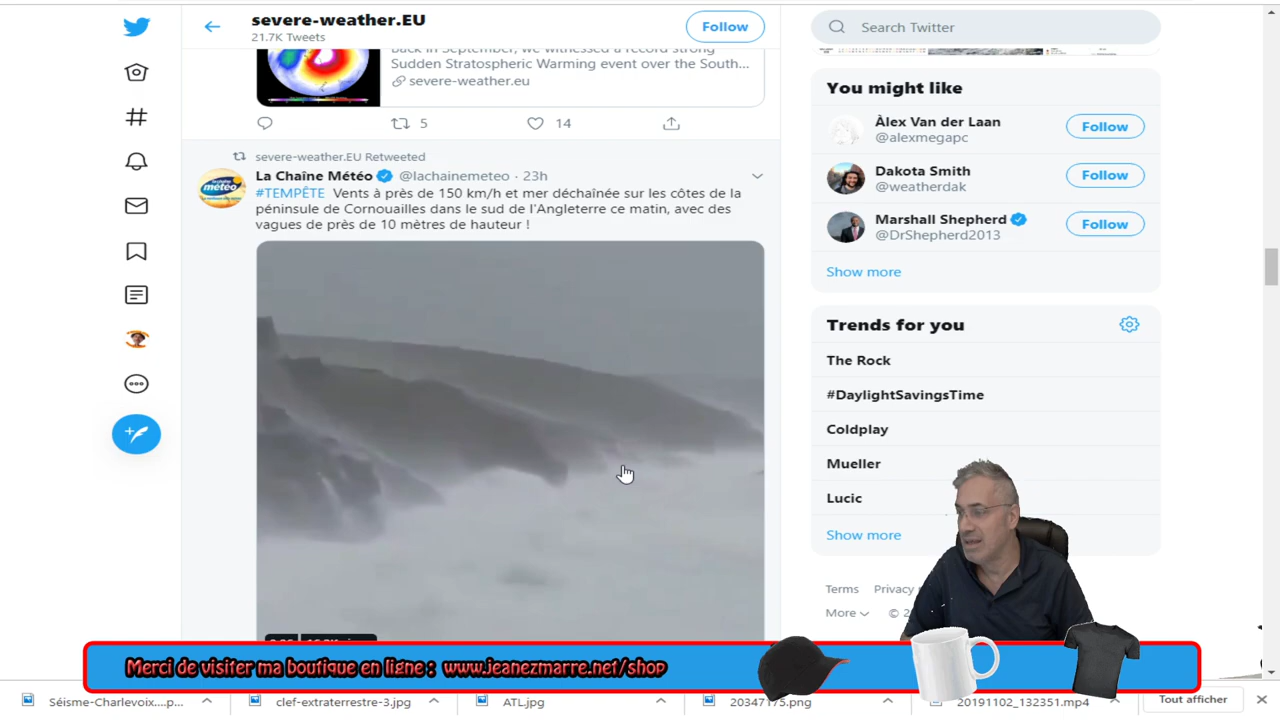 severe-weather.EU
21.7K Tweets
Follow
Search Twitter
Back in September, we witnessed a record strong
Sudden Stratospheric Warming event over the South...
severe-weather.eu
5
14
severe-weather.EU Retweeted
La Chaîne Météo @lachainemeteo · 23h
#TEMPÊTE Vents à près de 150 km/h et mer déchaînée sur les côtes de la
péninsule de Cornouailles dans le sud de l'Angleterre ce matin, avec des
vagues de près de 10 mètres de hauteur !
You might like
Àlex Van der Laan
@alexmegapc
Follow
Dakota Smith
@weatherdak
Follow
Marshall Shepherd
@DrShepherd2013
Follow
Show more
Trends for you
The Rock
#DaylightSavingsTime
Coldplay
Mueller
Lucic
Show more
Terms Privacy
More ©
Merci de visiter ma boutique en ligne : www.jeanezmarre.net/shop
Séisme-Charlevoix....p...
clef-extraterrestre-3.jpg
ATL.jpg
20347175.png
20191102_132351.mp4
Tout afficher